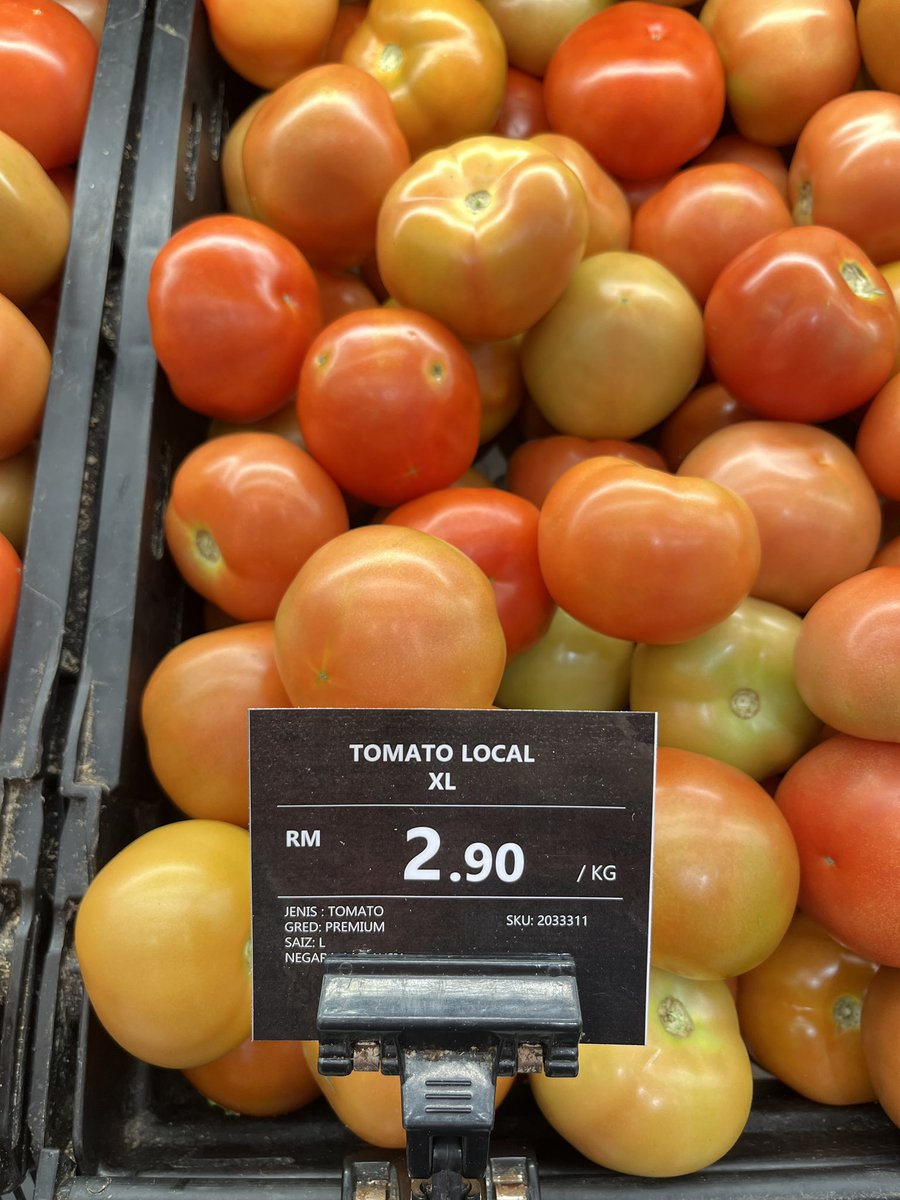 TOMATO LOCAL
XL
RM 2.90 / KG
JENIS : TOMATO
GRED: PREMIUM
SAIZ: L
SKU: 2033311